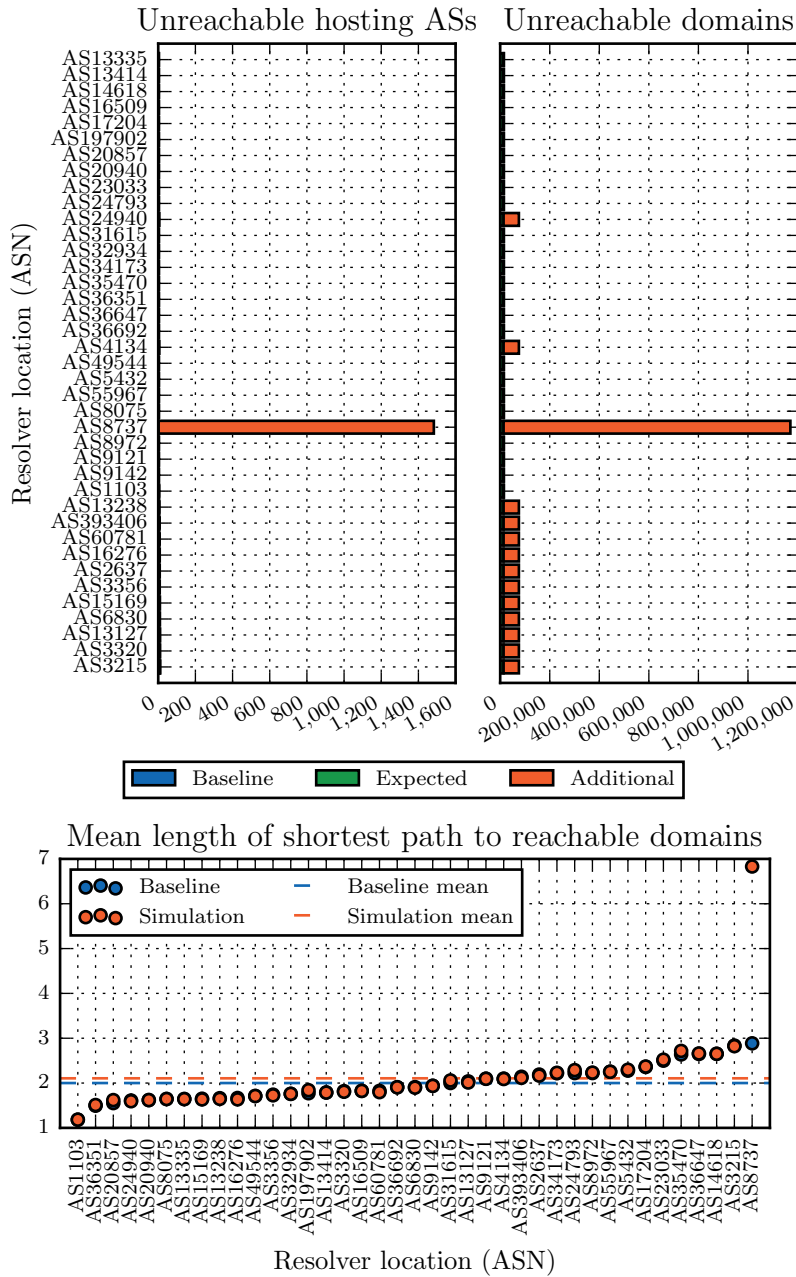 Unreachable hosting ASs
Unreachable domains
Resolver location (ASN)
AS13335
AS13414
AS14618
AS16509
AS17204
AS197902
AS20857
AS20940
AS23033
AS24793
AS24940
AS31615
AS32934
AS34173
AS35470
AS36351
AS36647
AS36692
AS4134
AS49544
AS5432
AS55967
AS8075
AS8737
AS8972
AS9121
AS9142
AS1103
AS13238
AS393406
AS60781
AS16276
AS2637
AS3356
AS15169
AS6830
AS13127
AS3320
AS3215
0 200 400 600 800 1,000 1,200 1,400 1,600
0 200,000 400,000 600,000 800,000 1,000,000 1,200,000
Baseline Expected Additional
Mean length of shortest path to reachable domains
7
6
5
4
3
2
1
Baseline Baseline mean
Simulation Simulation mean
AS1103
AS36351
AS20857
AS24940
AS20940
AS8075
AS13335
AS15169
AS13238
AS16276
AS49544
AS3356
AS32934
AS197902
AS13414
AS3320
AS16509
AS60781
AS36692
AS6830
AS9142
AS31615
AS13127
AS9121
AS4134
AS393406
AS2637
AS34173
AS24793
AS8972
AS55967
AS5432
AS17204
AS23033
AS35470
AS36647
AS14618
AS3215
AS8737
Resolver location (ASN)